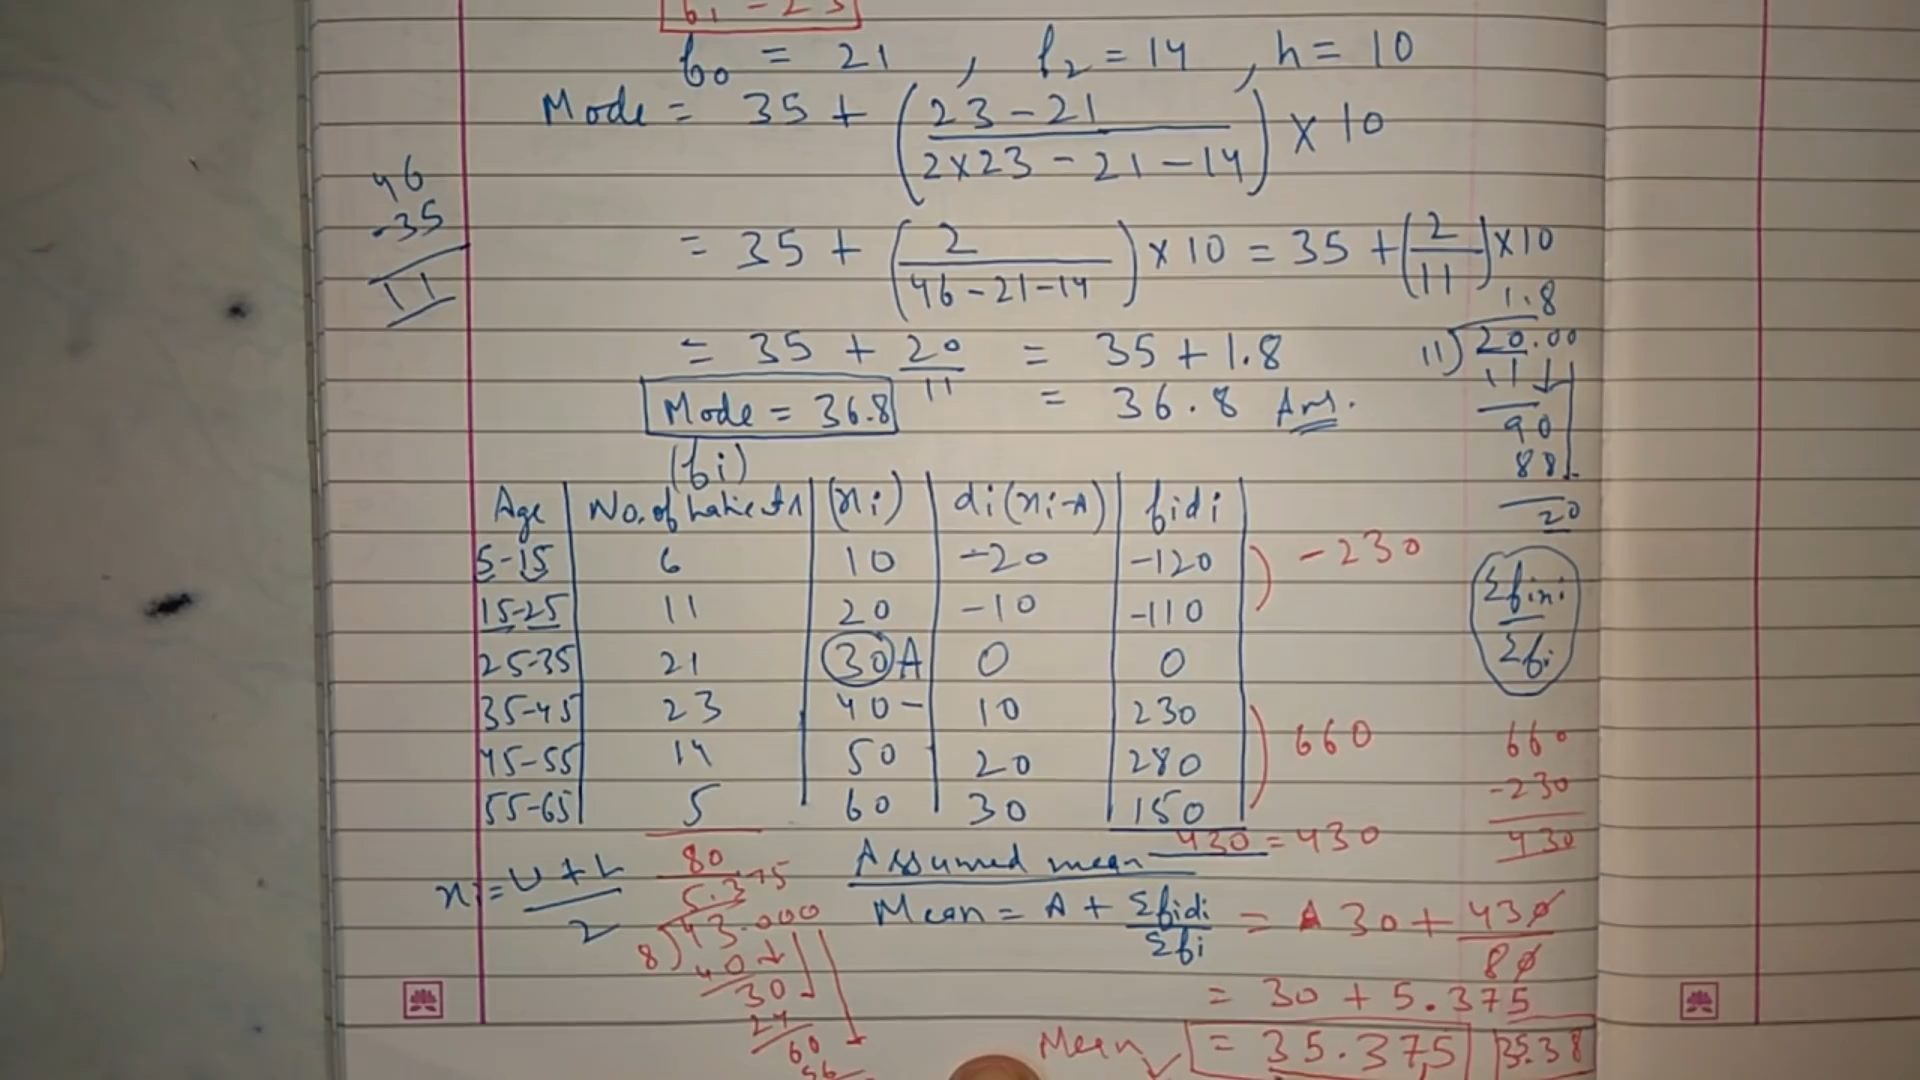 f₁ = 23
f₀ = 21 , f₂ = 14 , h = 10
Mode = 35 + (23 - 21 / 2×23 - 21 - 14) × 10
46
-35
11
= 35 + (2 / 46-21-14) × 10 = 35 + (2/11) × 10
= 35 + 20/11 = 35 + 1.8
Mode = 36.8 = 36.8 Ans.
1.8
11) 20.00
11
90
88
20
(fi)
Age No. of Patients (xi) di(xi-A) fidi
5-15 6 10 -20 -120
15-25 11 20 -10 -110
) -230
25-35 21 30 A 0 0
35-45 23 40- 10 230
45-55 14 50 20 280
) 660
55-65 5 60 30 150
80 430 = 430
Σfixi
Σfi
660
-230
430
xi = U+L / 2
5.375
8) 43.000
40
30
24
60
56
Assumed mean
Mean = A + Σfidi/Σfi = 30 + 430/80
= 30 + 5.375
Mean = 35.375 35.38